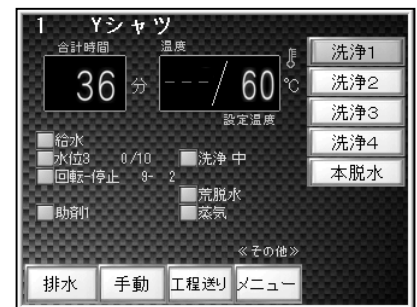 1 Yシャツ
合計時間 温度
36 分 ---/ 60 ℃
設定温度
給水
水位3 0/10 洗浄 中
回転-停止 9- 2
荒脱水
助剤1 蒸気
≪その他≫
排水 手動 工程送り メニュー
洗浄1
洗浄2
洗浄3
洗浄4
本脱水